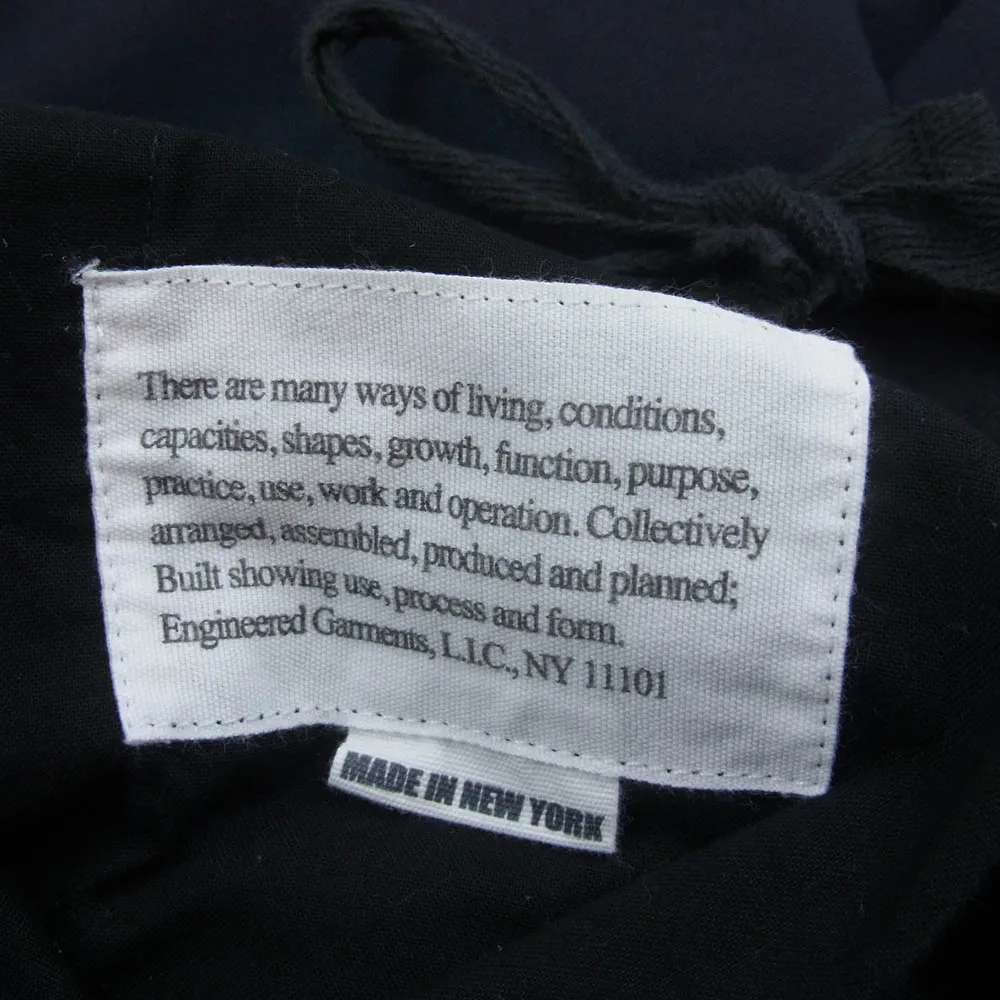 There are many ways of living, conditions,
capacities, shapes, growth, function, purpose,
practice, use, work and operation. Collectively
arranged, assembled, produced and planned;
Built showing use, process and form.
Engineered Garments, L.I.C., NY 11101
MADE IN NEW YORK